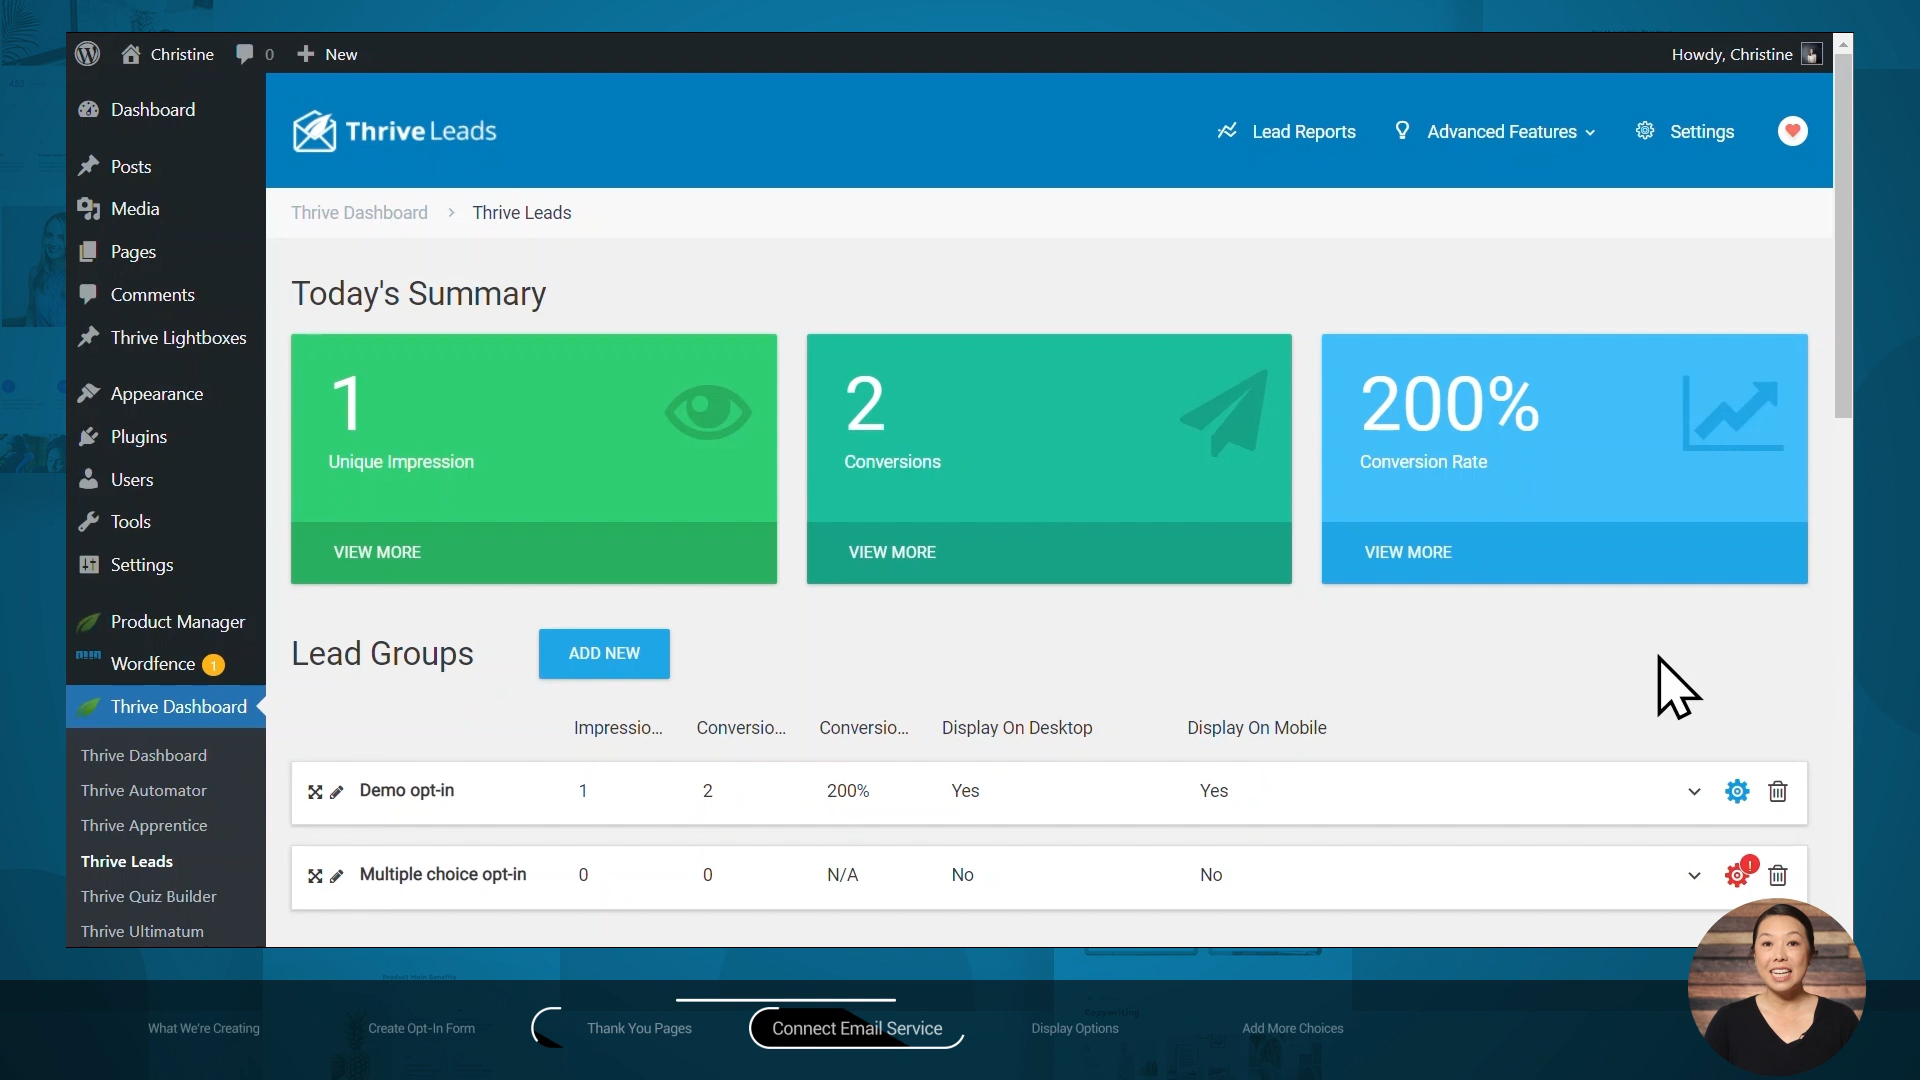 Christine
0
New
Howdy, Christine
Dashboard
Posts
Media
Pages
Comments
Thrive Lightboxes
Appearance
Plugins
Users
Tools
Settings
Product Manager
Wordfence 1
Thrive Dashboard
Thrive Dashboard
Thrive Automator
Thrive Apprentice
Thrive Leads
Thrive Quiz Builder
Thrive Ultimatum
Thrive Leads
Lead Reports
Advanced Features
Settings
Thrive Dashboard > Thrive Leads
Today's Summary
1
Unique Impression
VIEW MORE
2
Conversions
VIEW MORE
200%
Conversion Rate
VIEW MORE
Lead Groups
ADD NEW
Impressio... Conversio... Conversio... Display On Desktop Display On Mobile
Demo opt-in 1 2 200% Yes Yes
Multiple choice opt-in 0 0 N/A No No
!
What We're Creating
Create Opt-In Form
Thank You Pages
Connect Email Service
Display Options
Add More Choices